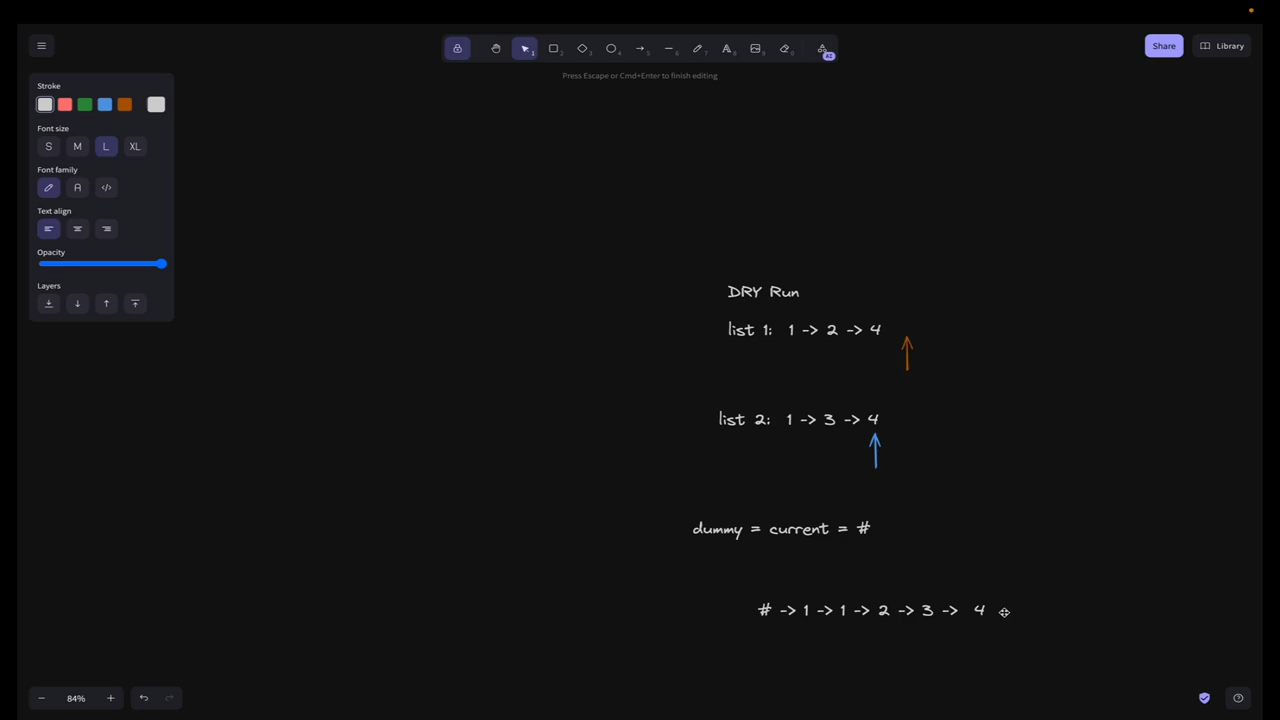 Share
Library
Press Escape or Cmd+Enter to finish editing
Stroke
Font size
S M L XL
Font family
A </>
Text align
Opacity
Layers
DRY Run
list 1: 1 -> 2 -> 4
list 2: 1 -> 3 -> 4
dummy = current = #
# -> 1 -> 1 -> 2 -> 3 -> 4
84%